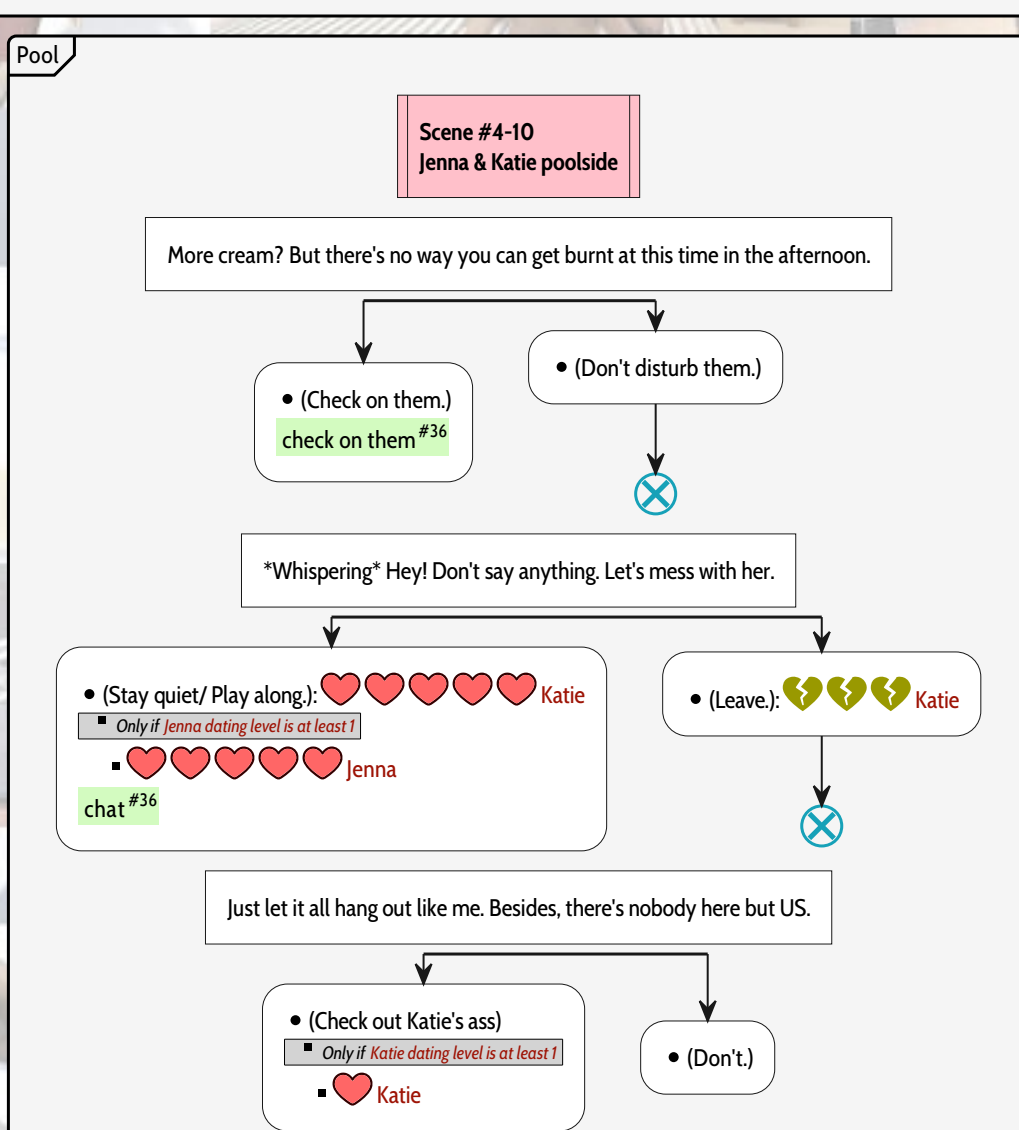 Pool
Scene #4-10
Jenna & Katie poolside
More cream? But there's no way you can get burnt at this time in the afternoon.
• (Check on them.)
check on them #36
• (Don't disturb them.)
*Whispering* Hey! Don't say anything. Let's mess with her.
• (Stay quiet/ Play along.): Katie
▪ Only if Jenna dating level is at least 1
▪ Jenna
chat #36
• (Leave.): Katie
Just let it all hang out like me. Besides, there's nobody here but US.
• (Check out Katie's ass)
▪ Only if Katie dating level is at least 1
▪ Katie
• (Don't.)